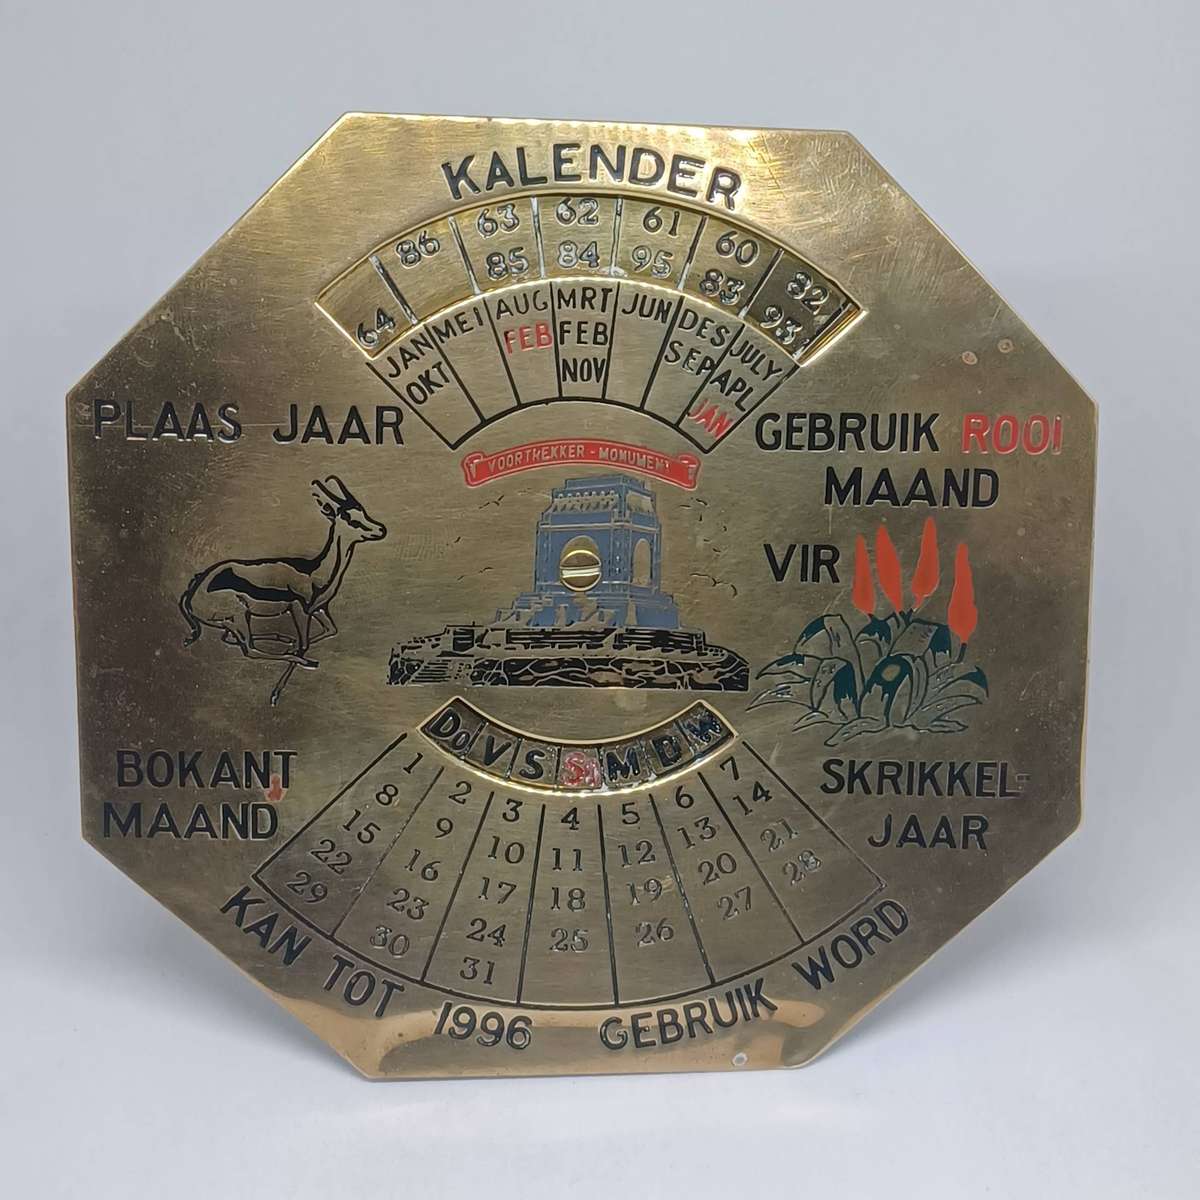 KALENDER
86 63 62 61 60 82
64 85 84 95 83 93
JAN MEI AUG MRT JUN DES JULY
OKT FEB FEB SEP APL
NOV JAN
PLAAS JAAR
GEBRUIK ROOI
MAAND
VOORTREKKER - MONUMENT
VIR
BOKANT
MAAND
SKRIKKEL-
JAAR
Do V S S M D W
1 2 3 4 5 6 7
8 9 10 11 12 13 14
15 16 17 18 19 20 21
22 23 24 25 26 27 28
29 30 31
KAN TOT 1996 GEBRUIK WORD